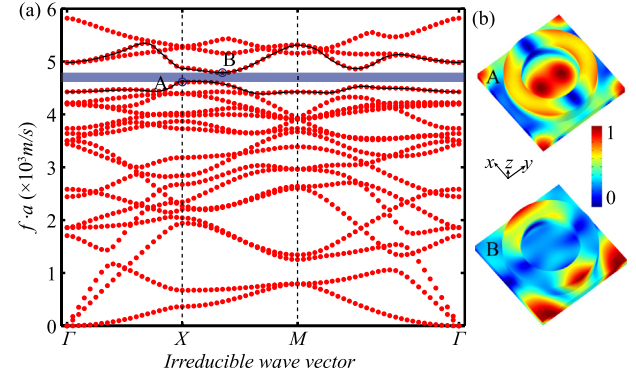 (a)
(b)
6
5
4
3
2
1
0
f·a (×10³m/s)
A
B
Γ
X
M
Γ
Irreducible wave vector
A
x
z
y
1
0
B